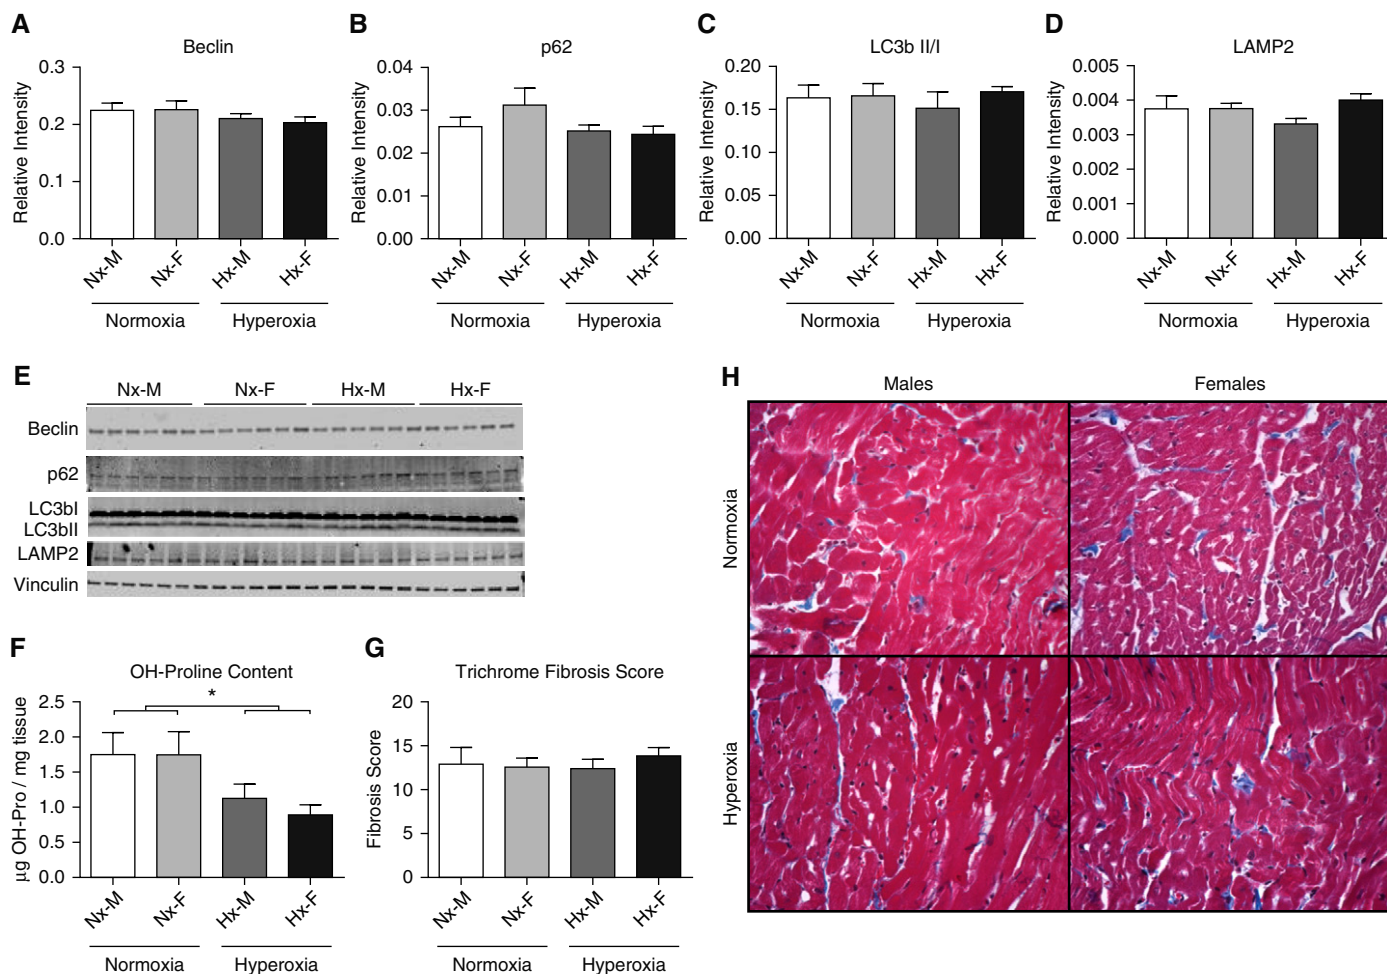 A
Beclin
Relative Intensity
0.3
0.2
0.1
0.0
Nx-M
Nx-F
Hx-M
Hx-F
Normoxia
Hyperoxia
B
p62
Relative Intensity
0.04
0.03
0.02
0.01
0.00
Nx-M
Nx-F
Hx-M
Hx-F
Normoxia
Hyperoxia
C
LC3b II/I
Relative Intensity
0.20
0.15
0.10
0.05
0.00
Nx-M
Nx-F
Hx-M
Hx-F
Normoxia
Hyperoxia
D
LAMP2
Relative Intensity
0.005
0.004
0.003
0.002
0.001
0.000
Nx-M
Nx-F
Hx-M
Hx-F
Normoxia
Hyperoxia
E
Nx-M
Nx-F
Hx-M
Hx-F
Beclin
p62
LC3bI
LC3bII
LAMP2
Vinculin
F
OH-Proline Content
*
µg OH-Pro / mg tissue
2.5
2.0
1.5
1.0
0.5
0.0
Nx-M
Nx-F
Hx-M
Hx-F
Normoxia
Hyperoxia
G
Trichrome Fibrosis Score
Fibrosis Score
20
15
10
5
0
Nx-M
Nx-F
Hx-M
Hx-F
Normoxia
Hyperoxia
H
Males
Females
Normoxia
Hyperoxia